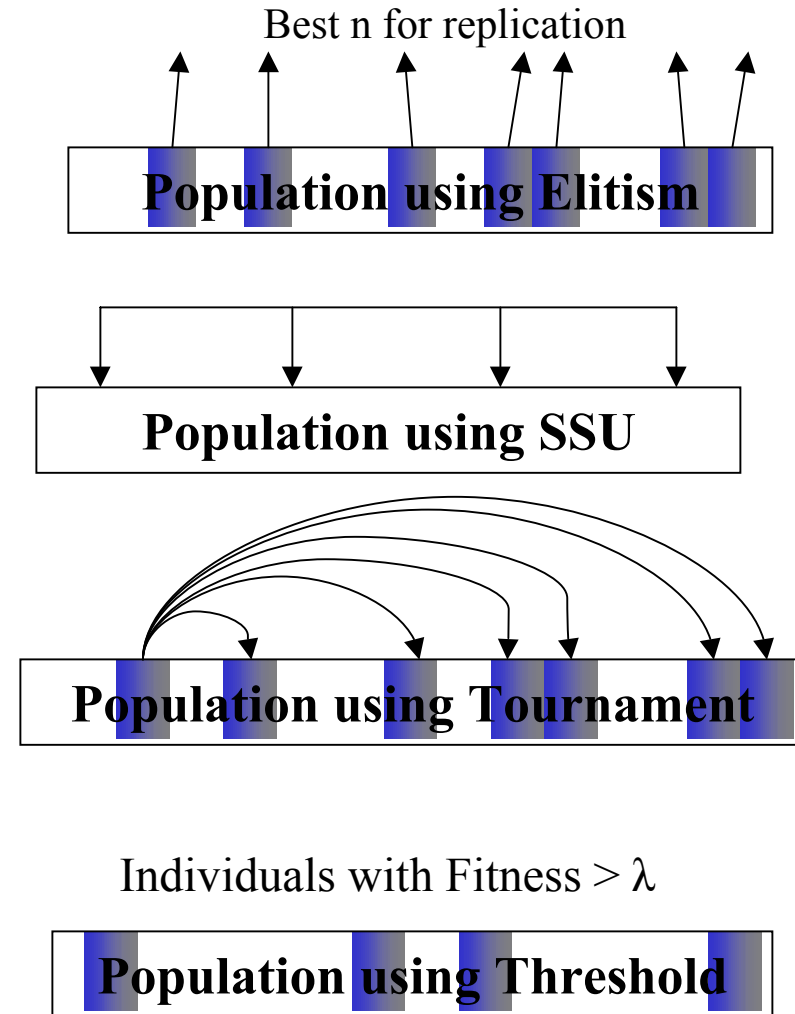 Best n for replication
Population using Elitism
Population using SSU
Population using Tournament
Individuals with Fitness > λ
Population using Threshold